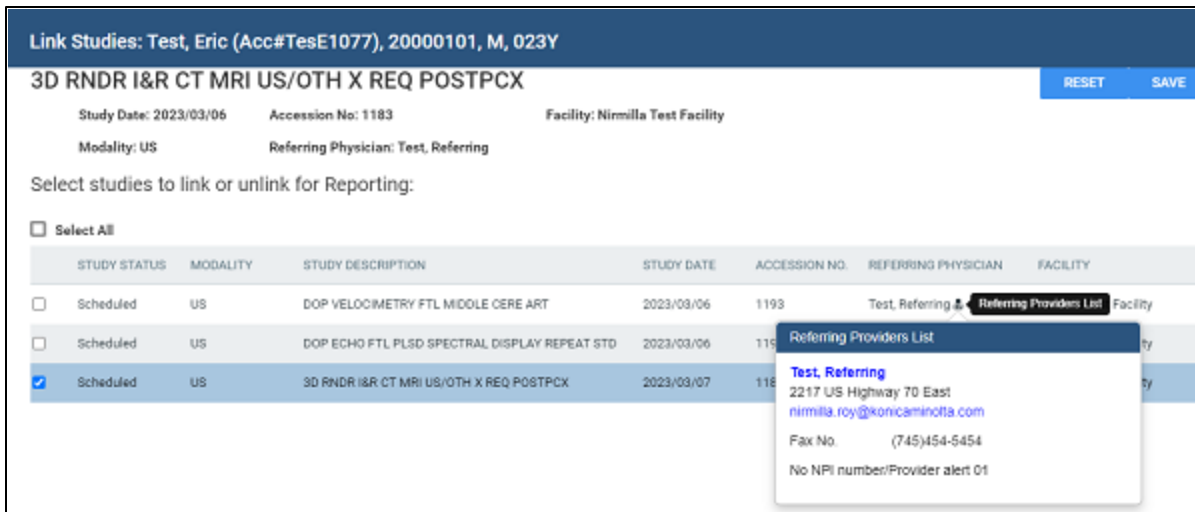 Link Studies: Test, Eric (Acc#TesE1077), 20000101, M, 023Y
3D RNDR I&R CT MRI US/OTH X REQ POSTPCX
RESET SAVE
Study Date: 2023/03/06 Accession No: 1183 Facility: Nirmilla Test Facility
Modality: US Referring Physician: Test, Referring
Select studies to link or unlink for Reporting:
Select All
STUDY STATUS MODALITY STUDY DESCRIPTION STUDY DATE ACCESSION NO. REFERRING PHYSICIAN FACILITY
Scheduled US DOP VELOCIMETRY FTL MIDDLE CERE ART 2023/03/06 1193 Test, Referring Referring Providers List Facility
Scheduled US DOP ECHO FTL PLSD SPECTRAL DISPLAY REPEAT STD 2023/03/06 119 ty
Scheduled US 3D RNDR I&R CT MRI US/OTH X REQ POSTPCX 2023/03/07 118 ty
Referring Providers List
Test, Referring
2217 US Highway 70 East
nirmilla.roy@konicaminolta.com
Fax No. (745)454-5454
No NPI number/Provider alert 01